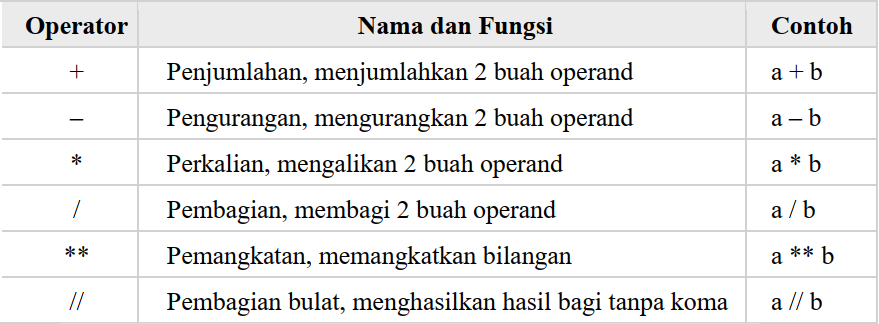 Operator Nama dan Fungsi Contoh
+ Penjumlahan, menjumlahkan 2 buah operand a + b
– Pengurangan, mengurangkan 2 buah operand a – b
* Perkalian, mengalikan 2 buah operand a * b
/ Pembagian, membagi 2 buah operand a / b
** Pemangkatan, memangkatkan bilangan a ** b
// Pembagian bulat, menghasilkan hasil bagi tanpa koma a // b